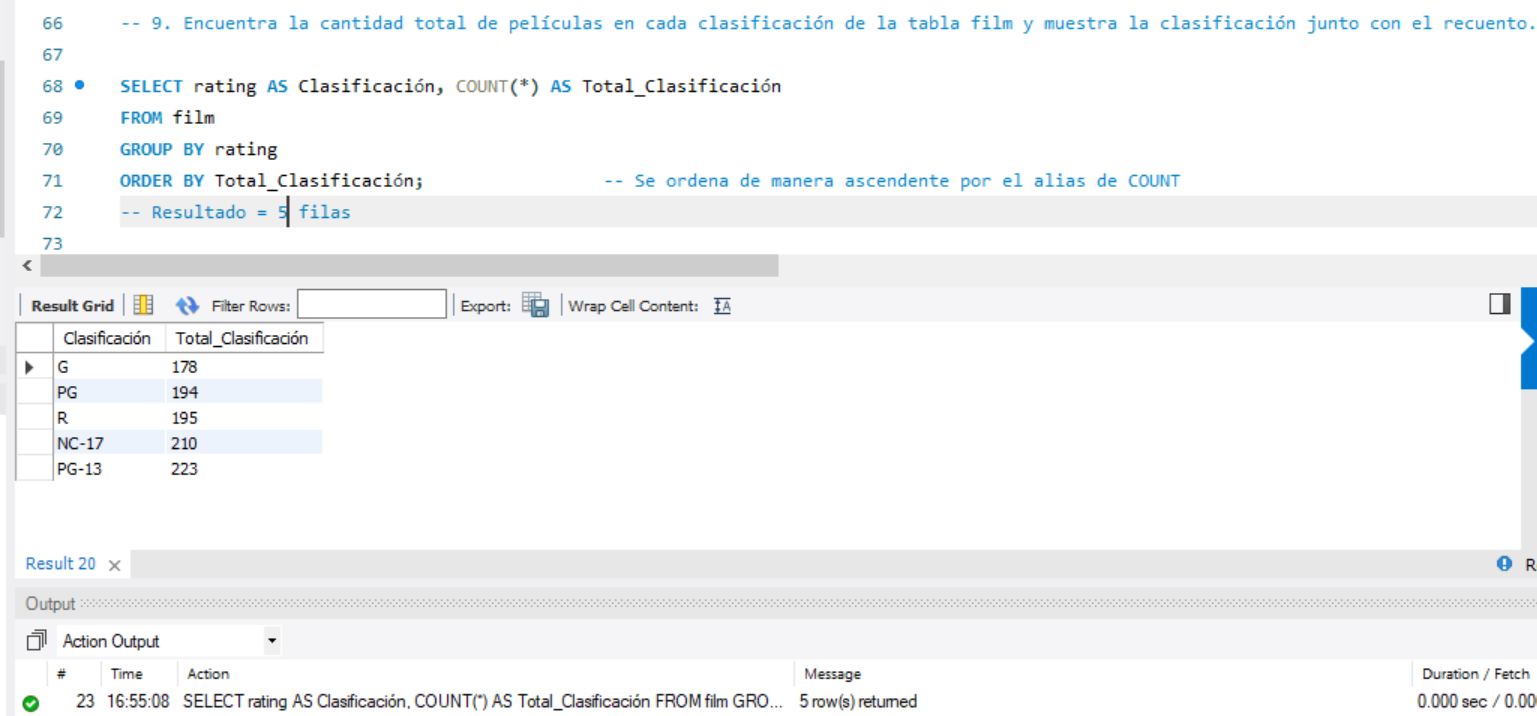 66 -- 9. Encuentra la cantidad total de películas en cada clasificación de la tabla film y muestra la clasificación junto con el recuento.
67
68 SELECT rating AS Clasificación, COUNT(*) AS Total_Clasificación
69 FROM film
70 GROUP BY rating
71 ORDER BY Total_Clasificación; -- Se ordena de manera ascendente por el alias de COUNT
72 -- Resultado = 5 filas
73
Result Grid Filter Rows: Export: Wrap Cell Content: IA
Clasificación Total_Clasificación
G 178
PG 194
R 195
NC-17 210
PG-13 223
Result 20 × R
Output
Action Output
# Time Action Message Duration / Fetch
23 16:55:08 SELECT rating AS Clasificación, COUNT(*) AS Total_Clasificación FROM film GRO... 5 row(s) returned 0.000 sec / 0.00